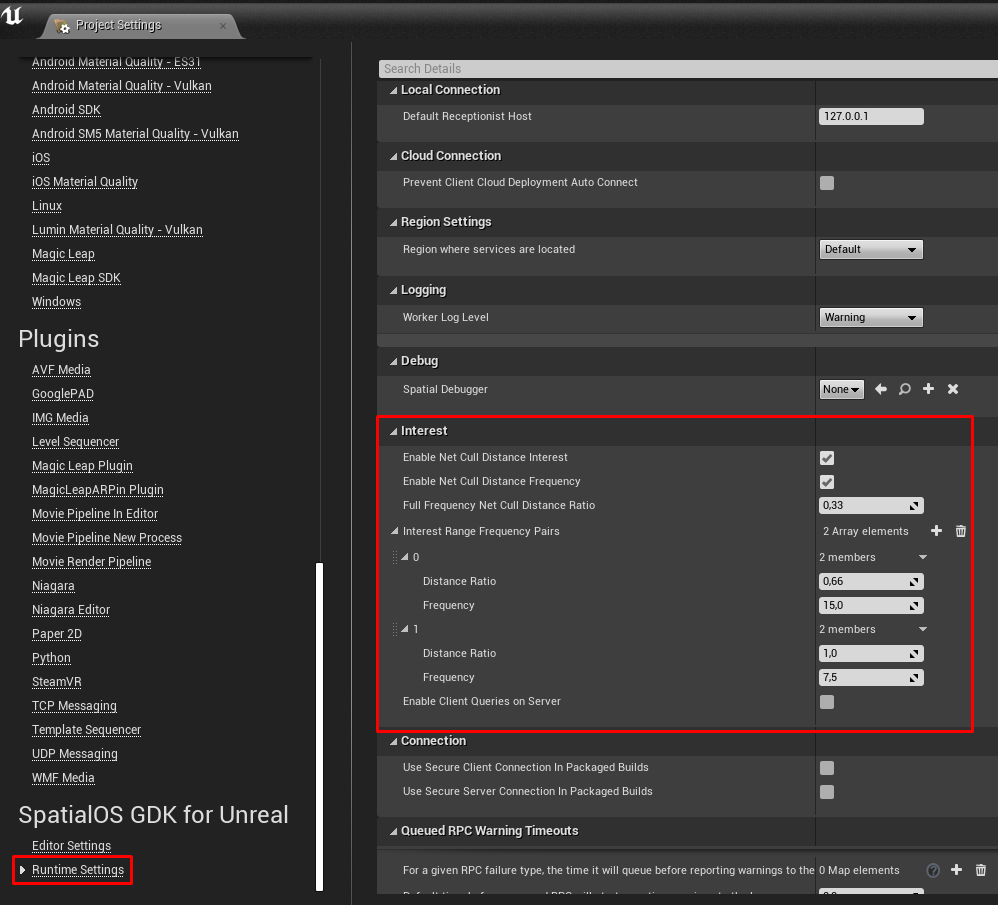 Project Settings
Android Material Quality - ES31
Android Material Quality - Vulkan
Android SDK
Android SM5 Material Quality - Vulkan
iOS
iOS Material Quality
Linux
Lumin Material Quality - Vulkan
Magic Leap
Magic Leap SDK
Windows
Plugins
AVF Media
GooglePAD
IMG Media
Level Sequencer
Magic Leap Plugin
MagicLeapARPin Plugin
Movie Pipeline In Editor
Movie Pipeline New Process
Movie Render Pipeline
Niagara
Niagara Editor
Paper 2D
Python
SteamVR
TCP Messaging
Template Sequencer
UDP Messaging
WMF Media
SpatialOS GDK for Unreal
Editor Settings
Runtime Settings
Search Details
Local Connection
Default Receptionist Host 127.0.0.1
Cloud Connection
Prevent Client Cloud Deployment Auto Connect
Region Settings
Region where services are located Default
Logging
Worker Log Level Warning
Debug
Spatial Debugger None
Interest
Enable Net Cull Distance Interest
Enable Net Cull Distance Frequency
Full Frequency Net Cull Distance Ratio 0,33
Interest Range Frequency Pairs 2 Array elements
0 2 members
Distance Ratio 0,66
Frequency 15,0
1 2 members
Distance Ratio 1,0
Frequency 7,5
Enable Client Queries on Server
Connection
Use Secure Client Connection In Packaged Builds
Use Secure Server Connection In Packaged Builds
Queued RPC Warning Timeouts
For a given RPC failure type, the time it will queue before reporting warnings to the 0 Map elements